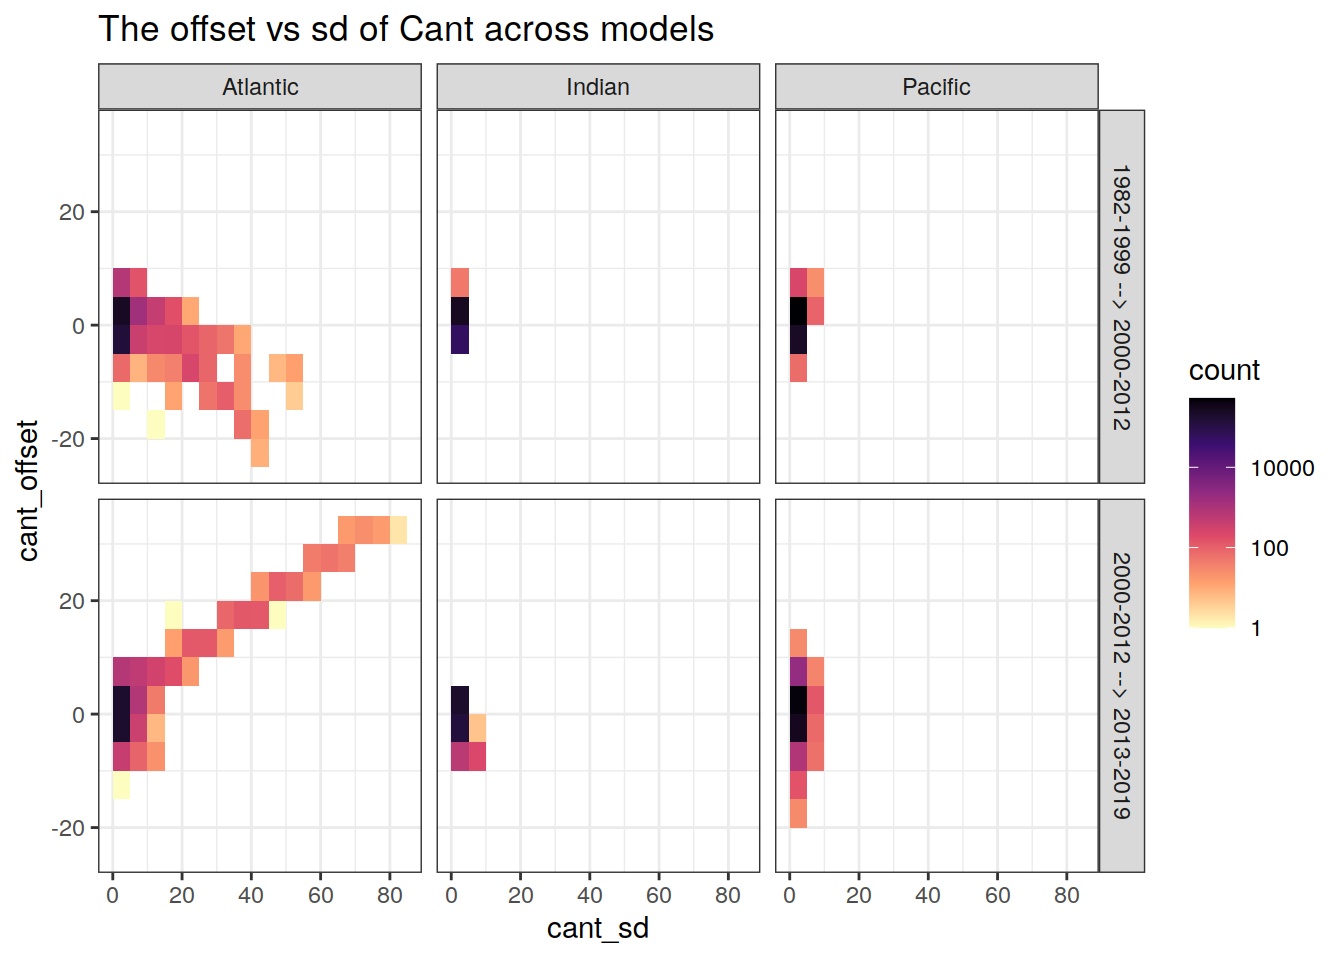 The offset vs sd of Cant across models
Atlantic Indian Pacific
1982-1999 --> 2000-2012
2000-2012 --> 2013-2019
cant_offset
20
0
-20
20
0
-20
0 20 40 60 80 0 20 40 60 80 0 20 40 60 80
cant_sd
count
10000
100
1